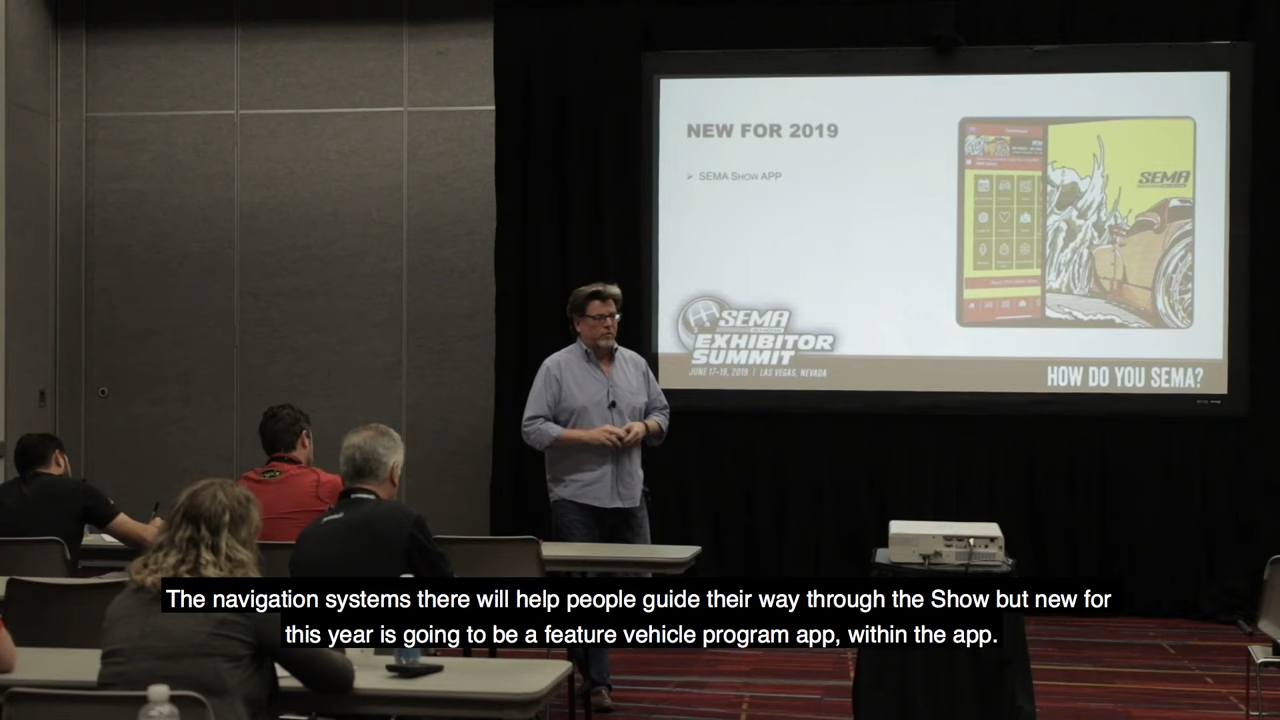 NEW FOR 2019
➢ SEMA SHOW APP
SEMA
SEMA
EXHIBITOR
SUMMIT
JUNE 17-19, 2019 | LAS VEGAS, NEVADA
HOW DO YOU SEMA?
The navigation systems there will help people guide their way through the Show but new for
this year is going to be a feature vehicle program app, within the app.